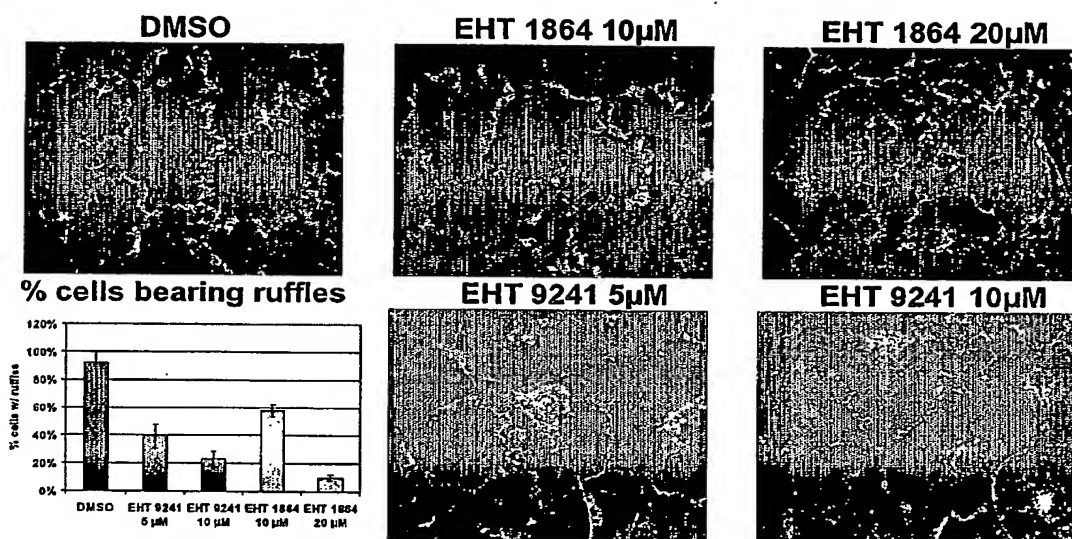 DMSO
EHT 1864 10µM
EHT 1864 20µM
% cells bearing ruffles
EHT 9241 5µM
EHT 9241 10µM
% cells w/ ruffles
120%
100%
80%
60%
40%
20%
0%
DMSO
EHT 9241
5 µM
EHT 9241
10 µM
EHT 1864
10 µM
EHT 1864
20 µM